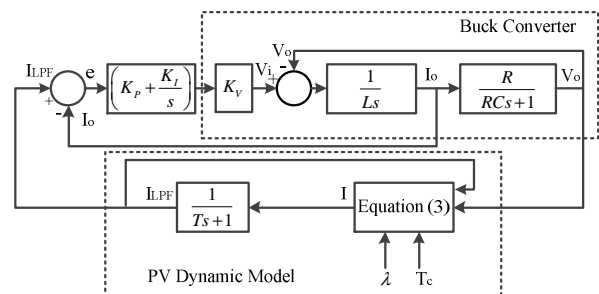 Buck Converter
Vo
ILPF
e
(KP + KI/s)
KV
Vi
+
-
1/Ls
Io
R/(RCs+1)
Vo
+
-
Io
ILPF
1/(Ts+1)
I
Equation (3)
PV Dynamic Model
λ
Tc